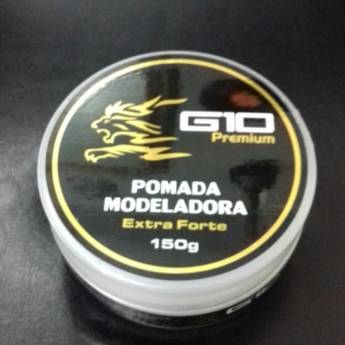 G10
Premium
POMADA
MODELADORA
Extra Forte
150g